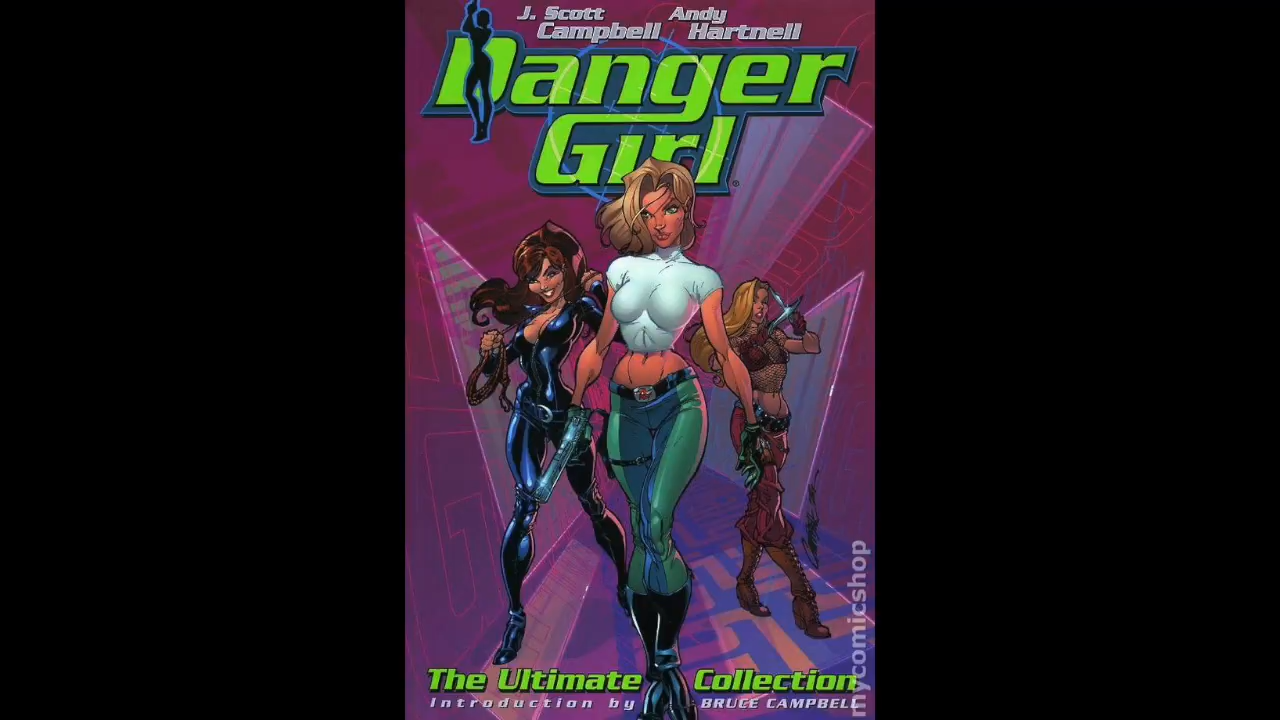 J. Scott Campbell Andy Hartnell
Danger
Girl
The Ultimate Collection
Introduction by BRUCE CAMPBELL
mycomicshop